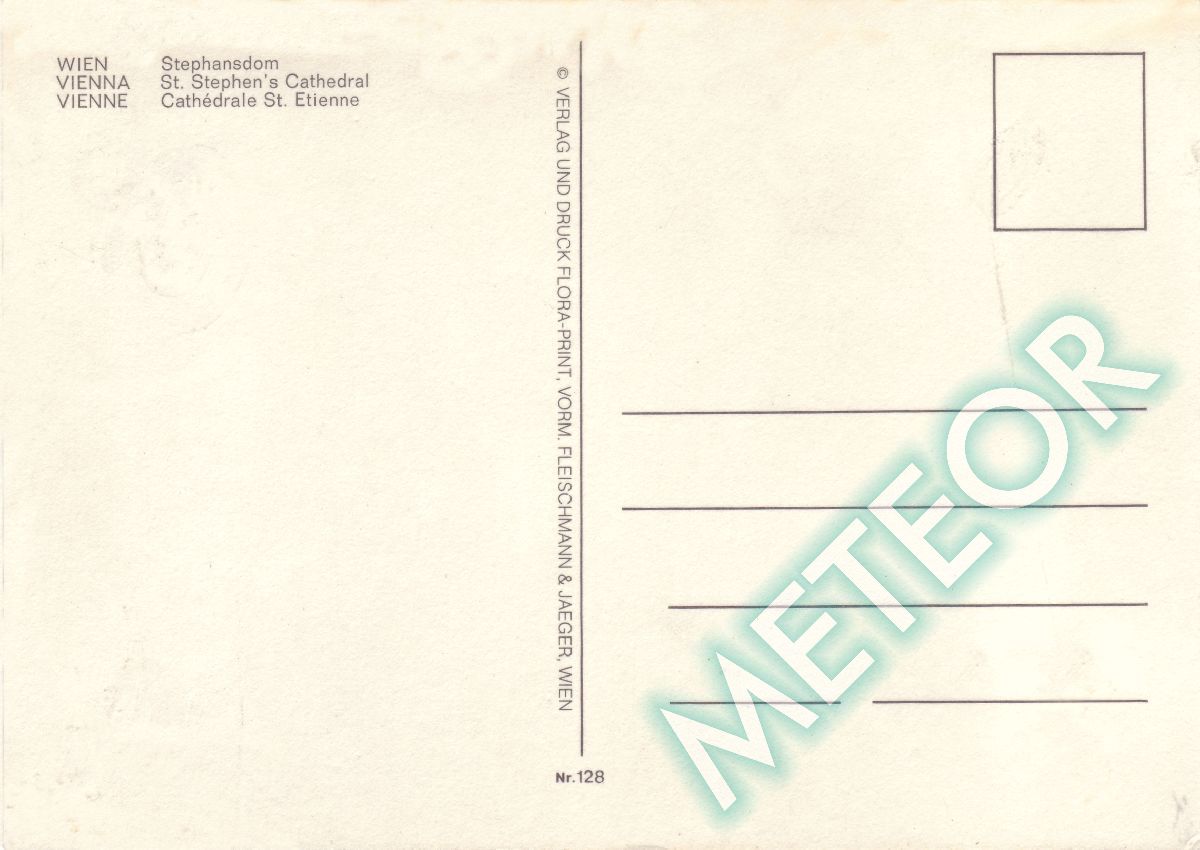 WIEN Stephansdom
VIENNA St. Stephen's Cathedral
VIENNE Cathédrale St. Etienne
© VERLAG UND DRUCK FLORA-PRINT, VORM. FLEISCHMANN & JAEGER, WIEN
Nr.128
METEOR